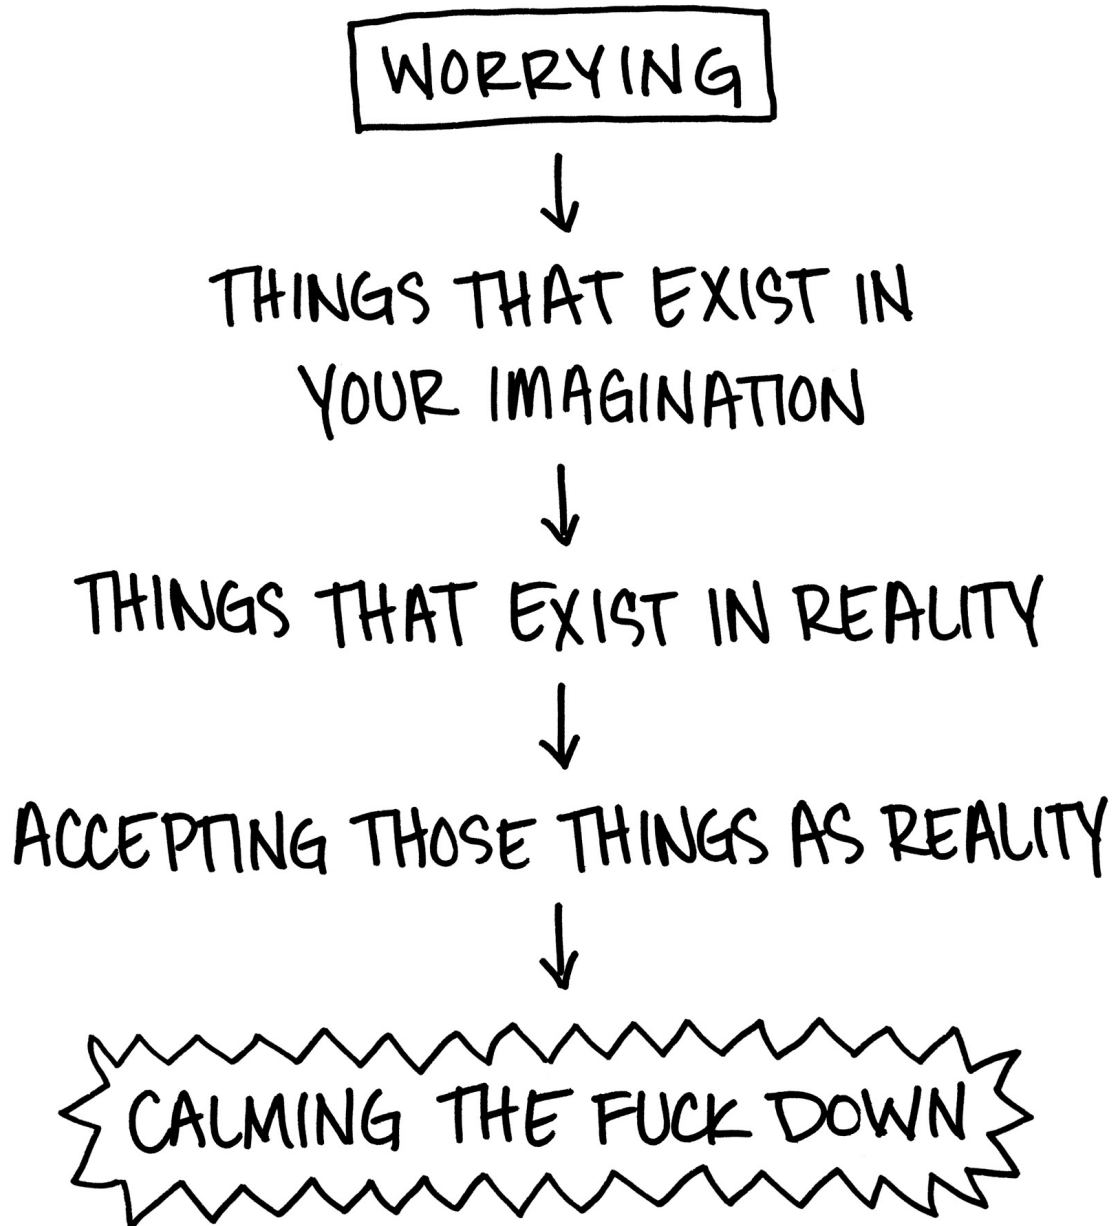 WORRYING
THINGS THAT EXIST IN
YOUR IMAGINATION
THINGS THAT EXIST IN REALITY
ACCEPTING THOSE THINGS AS REALITY
CALMING THE FUCK DOWN